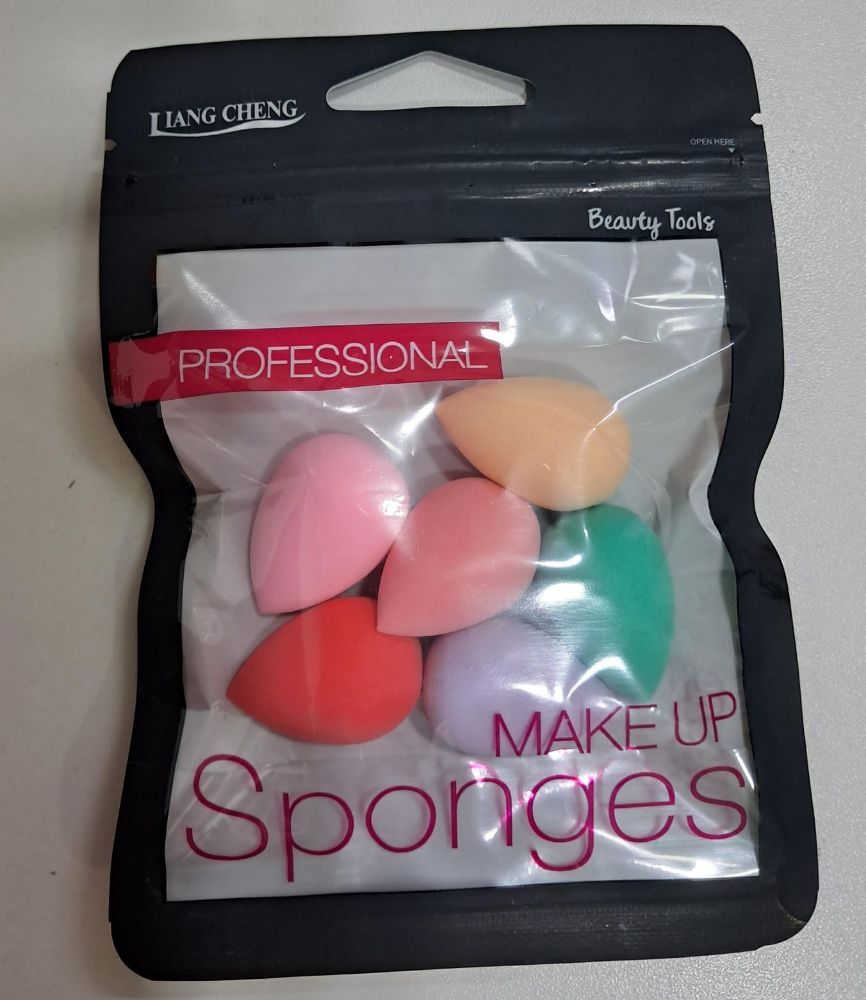 LIANG CHENG
OPEN HERE
Beauty Tools
PROFESSIONAL
MAKE UP
Sponges